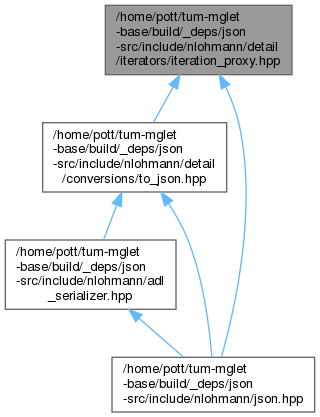 /home/pott/tum-mglet
-base/build/_deps/json
-src/include/nlohmann/detail
/iterators/iteration_proxy.hpp
/home/pott/tum-mglet
-base/build/_deps/json
-src/include/nlohmann/detail
/conversions/to_json.hpp
/home/pott/tum-mglet
-base/build/_deps/json
-src/include/nlohmann/adl
_serializer.hpp
/home/pott/tum-mglet
-base/build/_deps/json
-src/include/nlohmann/json.hpp